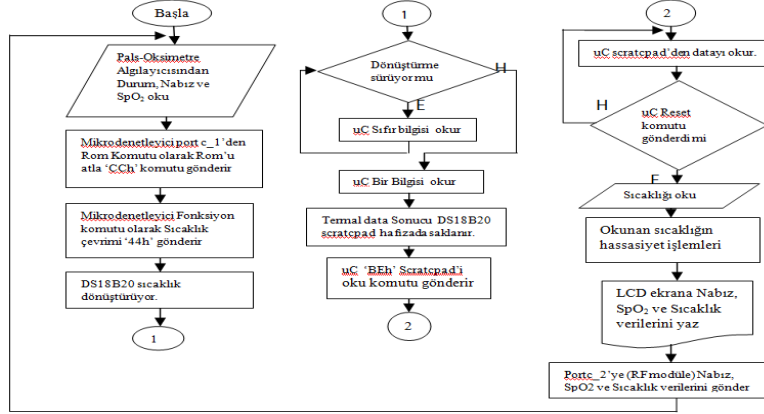 Başla
Pals-Oksimetre
Algılayıcısından
Durum, Nabız ve
SpO₂ oku
Mikrodenetleyici port c_1'den
Rom Komutu olarak Rom'u
atla 'CCh' komutu gönderir
Mikrodenetleyici Fonksiyon
komutu olarak Sıcaklık
çevrimi '44h' gönderir
DS18B20 sıcaklık
dönüştürüyor.
1
1
Dönüştürme
sürüyor mu
H
E
uC Sıfır bilgisi okur
uC Bir Bilgisi okur
Termal data Sonucu DS18B20
scratcpad hafizada saklanır.
uC 'BEh' Scratcpad'i
oku komutu gönderir
2
2
uC scratcpad'den datayı okur.
H
uC Reset
komutu
gönderdi mi
E
Sıcaklığı oku
Okunan sıcaklığın
hassasiyet işlemleri
LCD ekrana Nabız,
SpO₂ ve Sıcaklık
verilerini yaz
Portc_2'ye (RF modüle) Nabız,
SpO2 ve Sıcaklık verilerini gönder